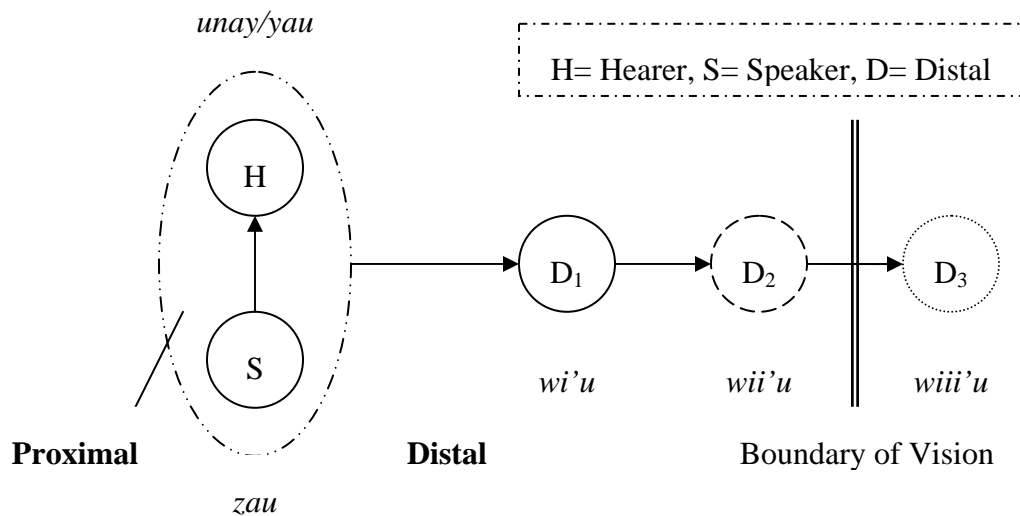 unay/yau
H= Hearer, S= Speaker, D= Distal
H
S
D₁
D₂
D₃
wi’u
wii’u
wiii’u
Proximal
Distal
Boundary of Vision
zau